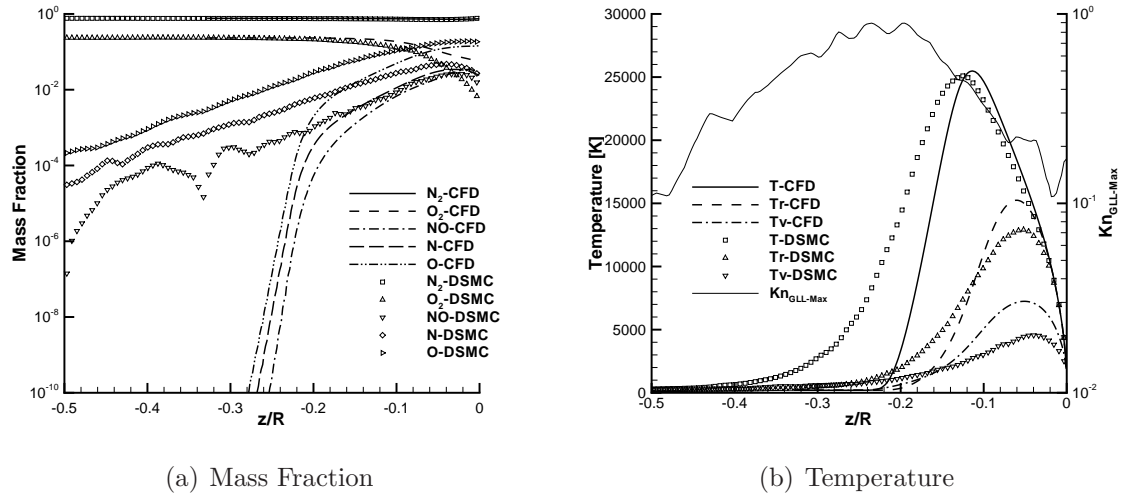 Mass Fraction
10^0
10^-2
10^-4
10^-6
10^-8
10^-10
-0.5
-0.4
-0.3
-0.2
-0.1
0
z/R
N2-CFD
O2-CFD
NO-CFD
N-CFD
O-CFD
N2-DSMC
O2-DSMC
NO-DSMC
N-DSMC
O-DSMC
(a) Mass Fraction
Temperature [K]
30000
25000
20000
15000
10000
5000
0
-0.5
-0.4
-0.3
-0.2
-0.1
0
z/R
T-CFD
Tr-CFD
Tv-CFD
T-DSMC
Tr-DSMC
Tv-DSMC
KnGLL-Max
10^0
10^-1
10^-2
KnGLL-Max
(b) Temperature